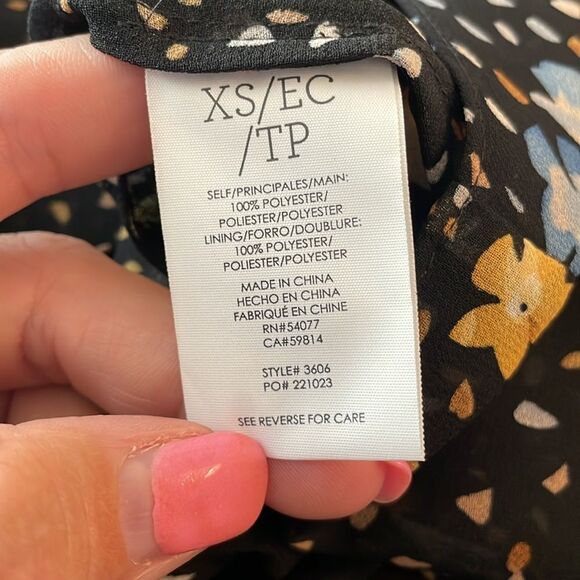 XS/EC
/TP
SELF/PRINCIPALES/MAIN:
100% POLYESTER/
POLIESTER/POLYESTER
LINING/FORRO/DOUBLURE:
100% POLYESTER/
POLIESTER/POLYESTER
MADE IN CHINA
HECHO EN CHINA
FABRIQUÉ EN CHINE
RN#54077
CA#59814
STYLE# 3606
PO# 221023
SEE REVERSE FOR CARE